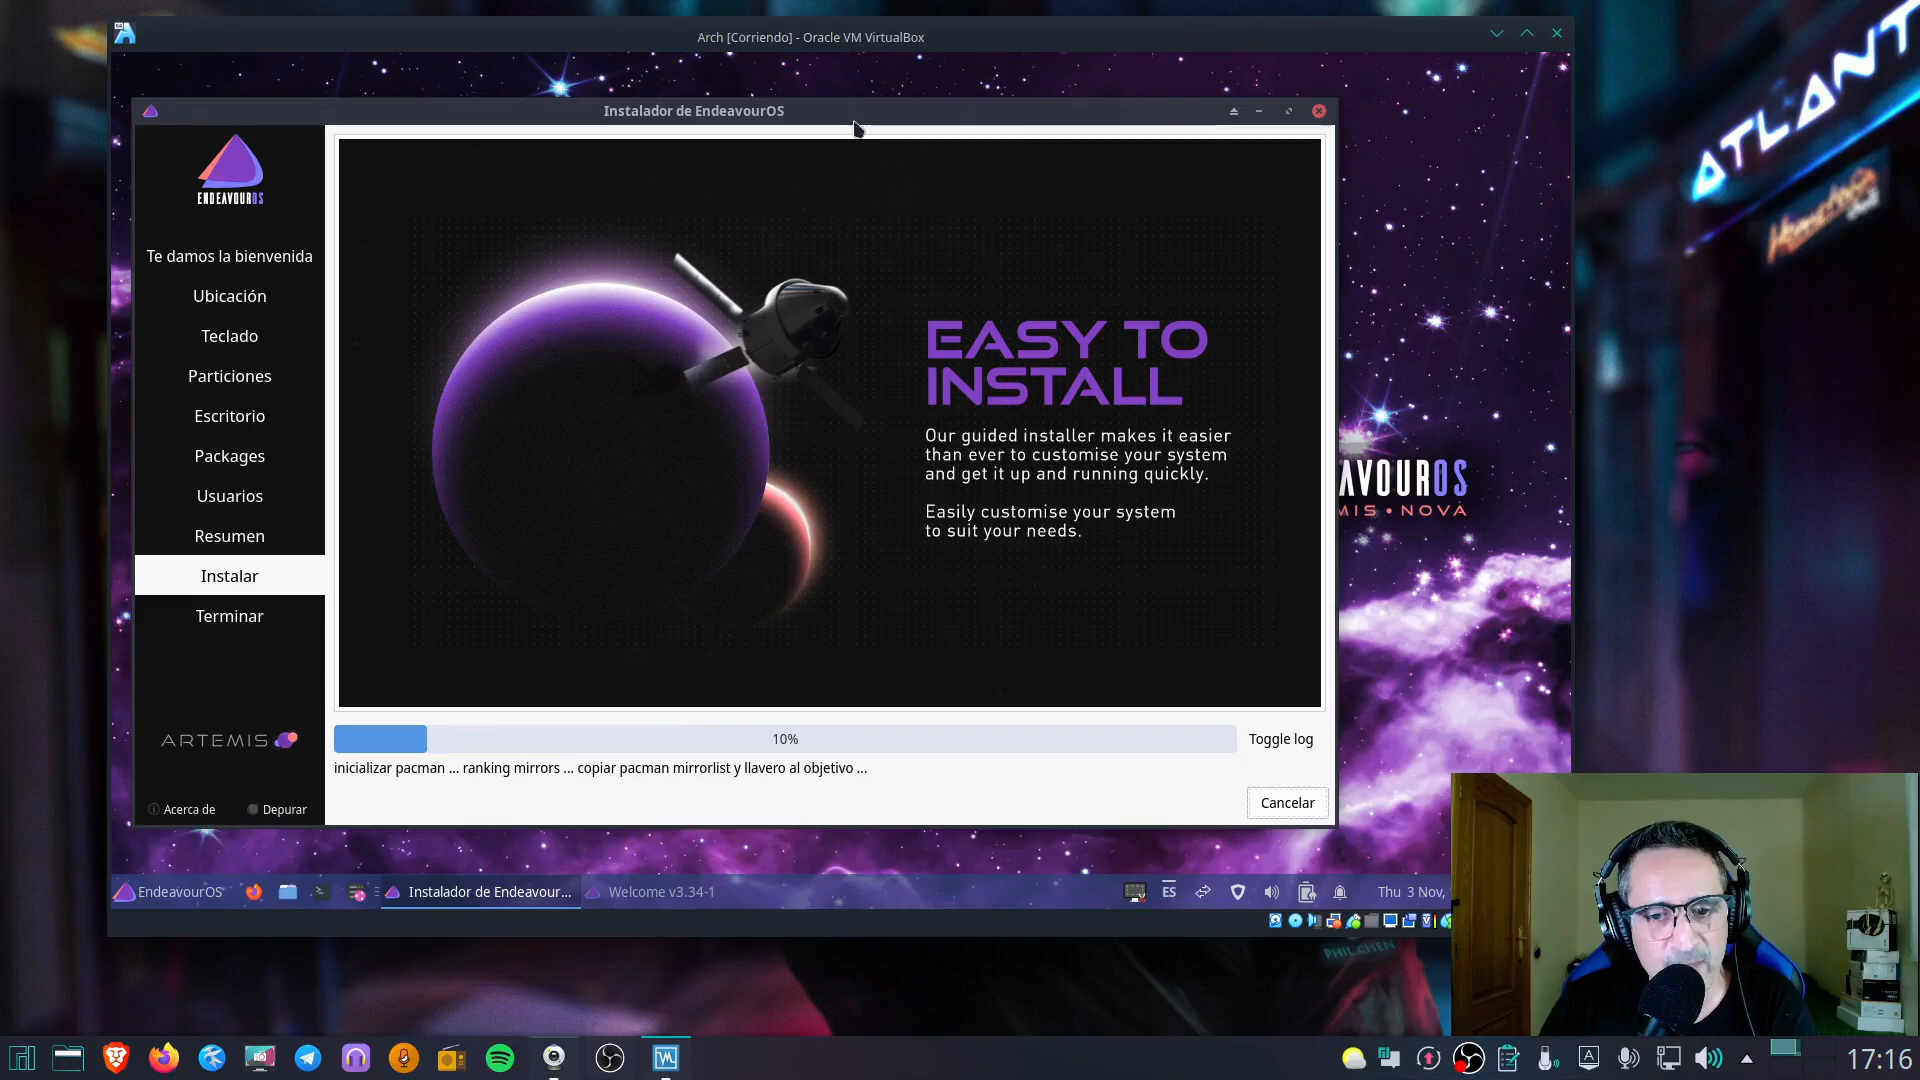 Arch [Corriendo] - Oracle VM VirtualBox
ATLANT
Instalador de EndeavourOS
ENDEAVOUROS
Te damos la bienvenida
Ubicación
Teclado
Particiones
Escritorio
Packages
Usuarios
Resumen
Instalar
Terminar
ARTEMIS
Acerca de
Depurar
EASY TO
INSTALL
Our guided installer makes it easier
than ever to customise your system
and get it up and running quickly.
Easily customise your system
to suit your needs.
AVOUROS
MIS • NOVA
10%
Toggle log
inicializar pacman ... ranking mirrors ... copiar pacman mirrorlist y llavero al objetivo ...
Cancelar
EndeavourOS
Instalador de Endeavour...
Welcome v3.34-1
ES
Thu 3 Nov,
PHIL CHEN
17:16